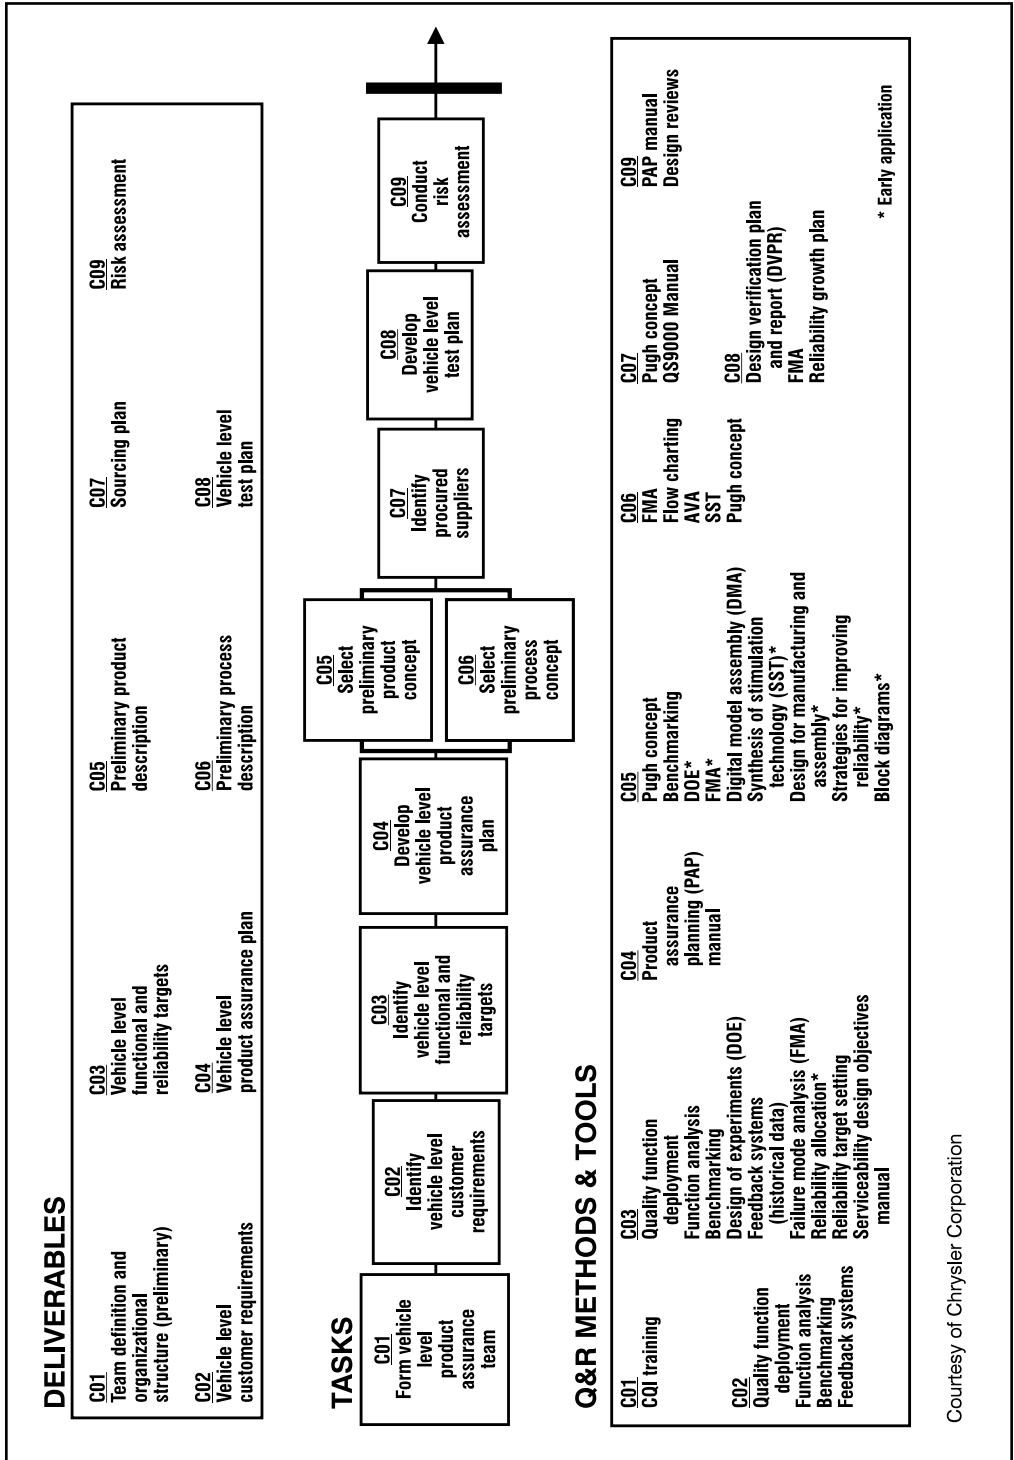 DELIVERABLES
C01
Team definition and
organizational
structure (preliminary)
C02
Vehicle level
customer requirements
C03
Vehicle level
functional and
reliability targets
C04
Vehicle level
product assurance plan
C05
Preliminary product
description
C06
Preliminary process
description
C07
Sourcing plan
C08
Vehicle level
test plan
C09
Risk assessment
TASKS
C01
Form vehicle
level
product
assurance
team
C02
Identify
vehicle level
customer
requirements
C03
Identify
vehicle level
functional and
reliability
targets
C04
Develop
vehicle level
product
assurance
plan
C05
Select
preliminary
product
concept
C06
Select
preliminary
process
concept
C07
Identify
procured
suppliers
C08
Develop
vehicle level
test plan
C09
Conduct
risk
assessment
Q&R METHODS & TOOLS
C01
CQI training
C02
Quality function
deployment
Function analysis
Benchmarking
Feedback systems
C03
Quality function
deployment
Function analysis
Benchmarking
Design of experiments (DOE)
Feedback systems
(historical data)
Failure mode analysis (FMA)
Reliability allocation*
Reliability target setting
Serviceability design objectives
manual
C04
Product
assurance
planning (PAP)
manual
C05
Pugh concept
Benchmarking
DOE*
FMA*
Digital model assembly (DMA)
Synthesis of stimulation
technology (SST)*
Design for manufacturing and
assembly*
Strategies for improving
reliability*
Block diagrams*
C06
FMA
Flow charting
AVA
SST
Pugh concept
C07
Pugh concept
QS9000 Manual
C08
Design verification plan
and report (DVPR)
FMA
Reliability growth plan
C09
PAP manual
Design reviews
* Early application
Courtesy of Chrysler Corporation